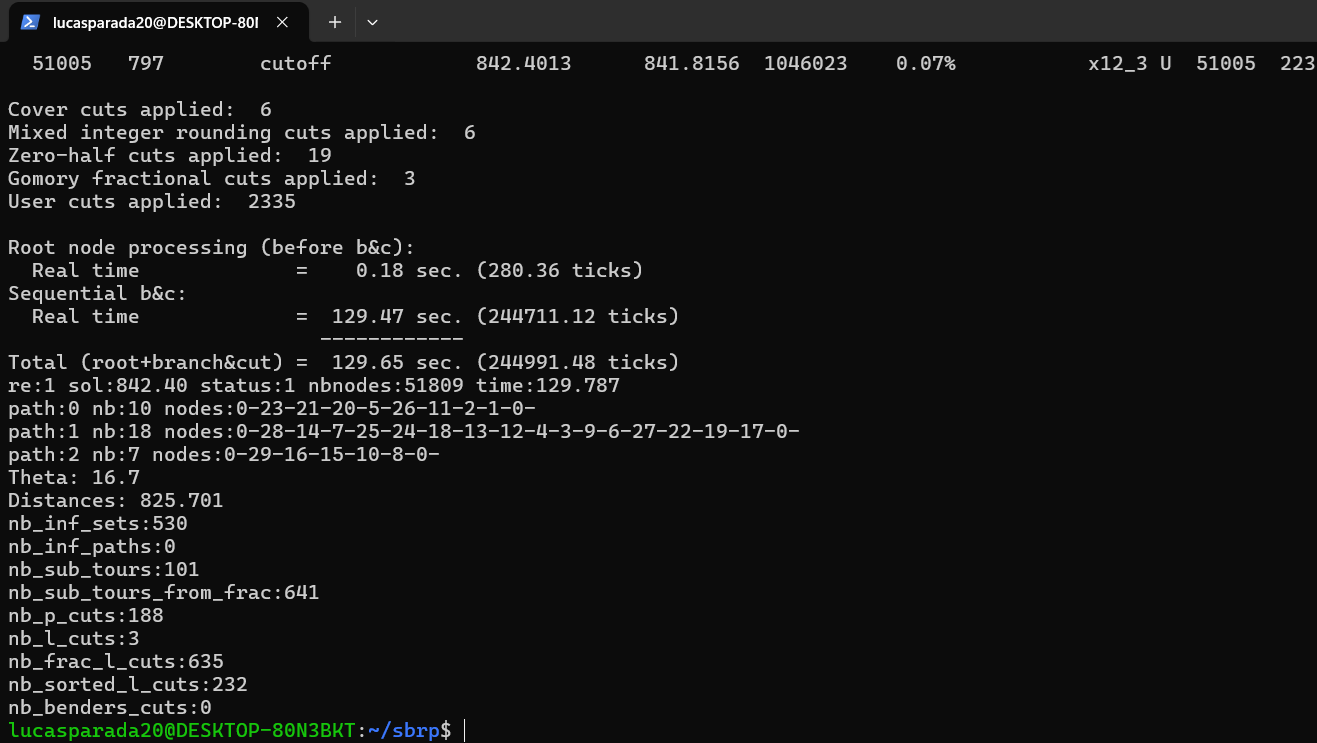 lucasparada20@DESKTOP-80
51005 797 cutoff 842.4013 841.8156 1046023 0.07% x12_3 U 51005 223
Cover cuts applied: 6
Mixed integer rounding cuts applied: 6
Zero-half cuts applied: 19
Gomory fractional cuts applied: 3
User cuts applied: 2335
Root node processing (before b&c):
Real time = 0.18 sec. (280.36 ticks)
Sequential b&c:
Real time = 129.47 sec. (244711.12 ticks)
------------
Total (root+branch&cut) = 129.65 sec. (244991.48 ticks)
re:1 sol:842.40 status:1 nbnodes:51809 time:129.787
path:0 nb:10 nodes:0-23-21-20-5-26-11-2-1-0-
path:1 nb:18 nodes:0-28-14-7-25-24-18-13-12-4-3-9-6-27-22-19-17-0-
path:2 nb:7 nodes:0-29-16-15-10-8-0-
Theta: 16.7
Distances: 825.701
nb_inf_sets:530
nb_inf_paths:0
nb_sub_tours:101
nb_sub_tours_from_frac:641
nb_p_cuts:188
nb_l_cuts:3
nb_frac_l_cuts:635
nb_sorted_l_cuts:232
nb_benders_cuts:0
lucasparada20@DESKTOP-80N3BKT:~/sbrp$